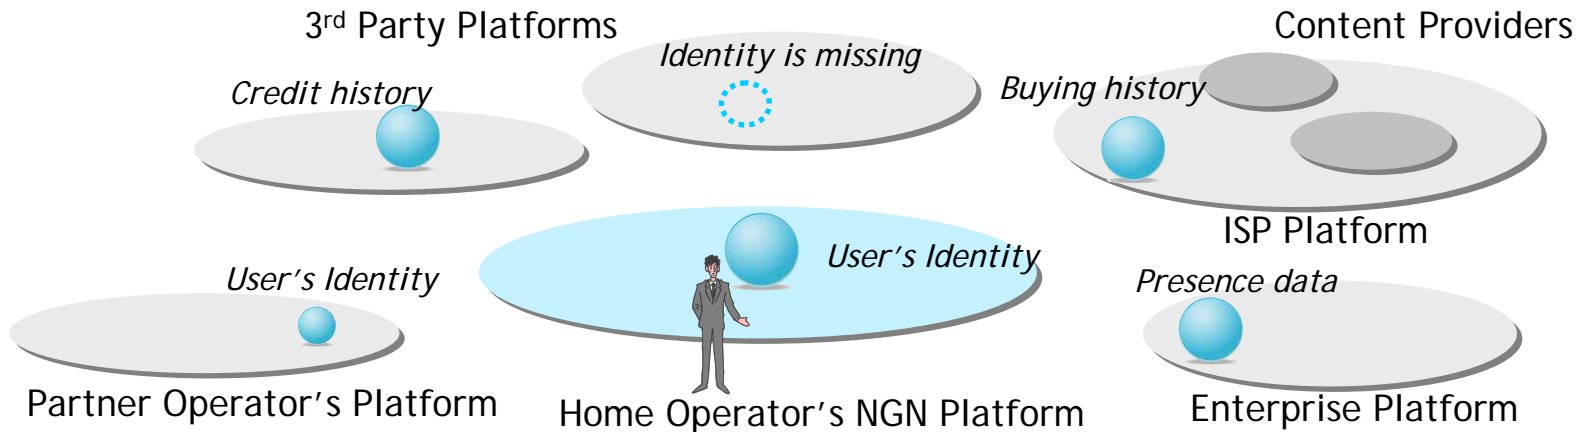 3rd Party Platforms
Content Providers
Identity is missing
Credit history
Buying history
ISP Platform
User's Identity
User's Identity
Presence data
Partner Operator's Platform
Home Operator's NGN Platform
Enterprise Platform